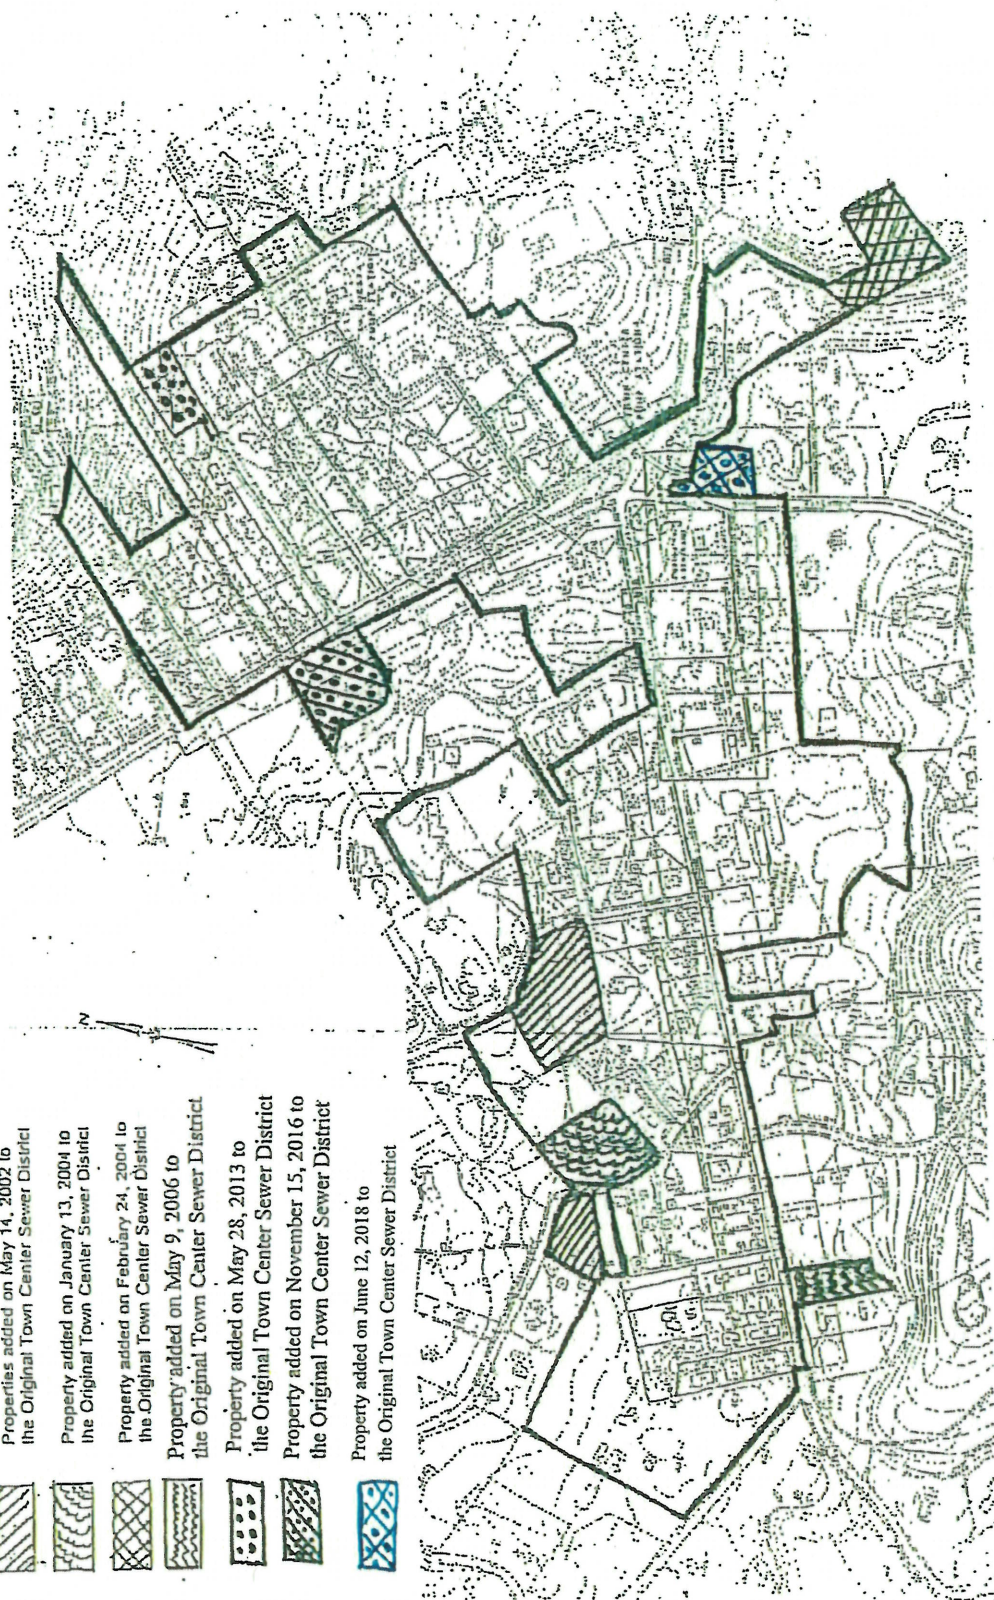 Properties added on May 14, 2002 to
the Original Town Center Sewer District
Property added on January 13, 2004 to
the Original Town Center Sewer District
Property added on February 24, 2004 to
the Original Town Center Sewer District
Property added on May 9, 2006 to
the Original Town Center Sewer District
Property added on May 28, 2013 to
the Original Town Center Sewer District
Property added on November 15, 2016 to
the Original Town Center Sewer District
Property added on June 12, 2018 to
the Original Town Center Sewer District
N